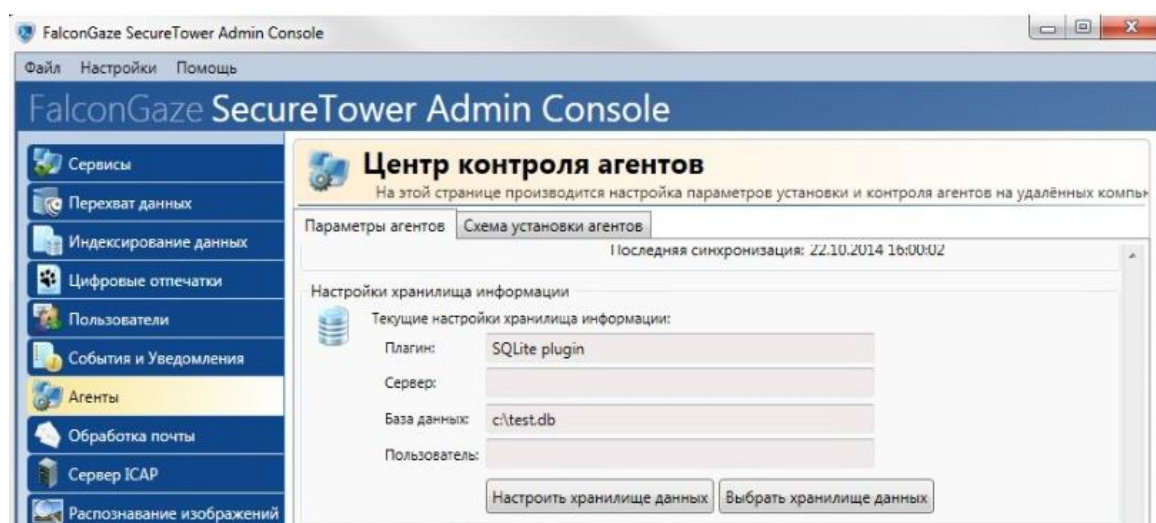 FalconGaze SecureTower Admin Console
Файл Настройки Помощь
FalconGaze SecureTower Admin Console
Сервисы
Перехват данных
Индексирование данных
Цифровые отпечатки
Пользователи
События и Уведомления
Агенты
Обработка почты
Сервер ICAP
Распознавание изображений
Центр контроля агентов
На этой странице производится настройка параметров установки и контроля агентов на удалённых компьк
Параметры агентов Схема установки агентов
Последняя синхронизация: 22.10.2014 16:00:02
Настройки хранилища информации
Текущие настройки хранилища информации:
Плагин: SQLite plugin
Сервер:
База данных: c:\test.db
Пользователь:
Настроить хранилище данных Выбрать хранилище данных